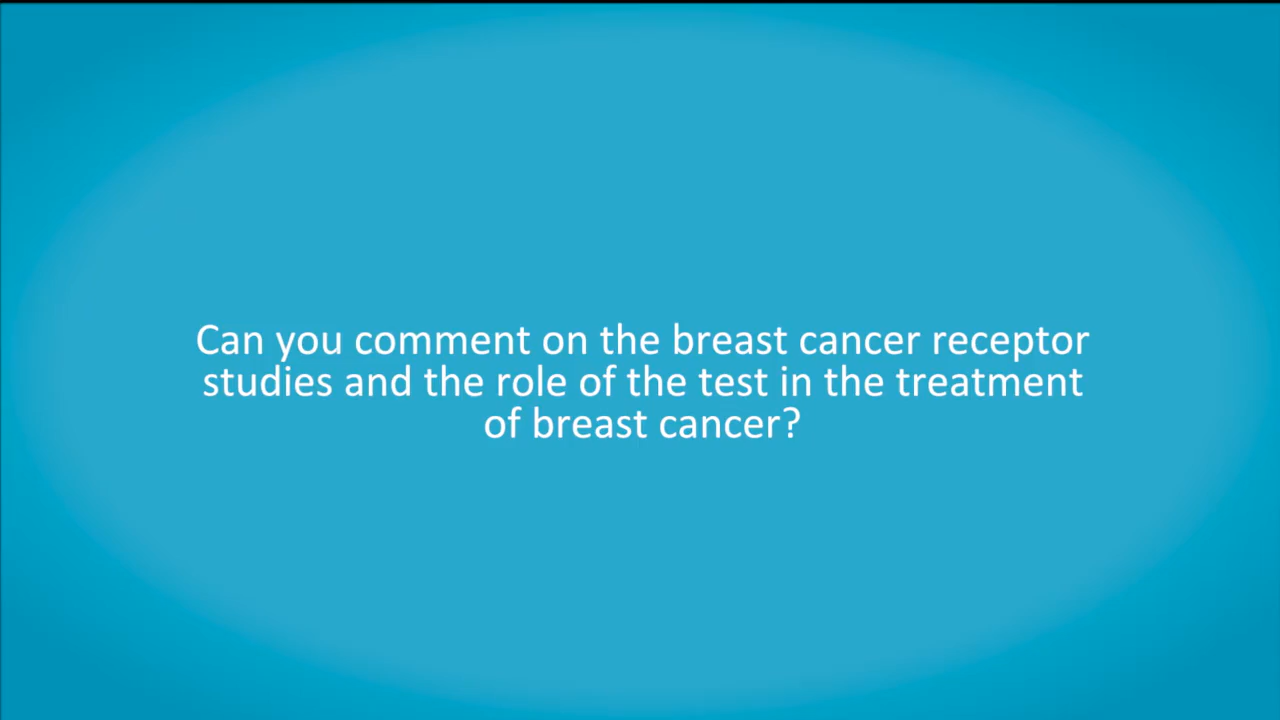 Can you comment on the breast cancer receptor
studies and the role of the test in the treatment
of breast cancer?